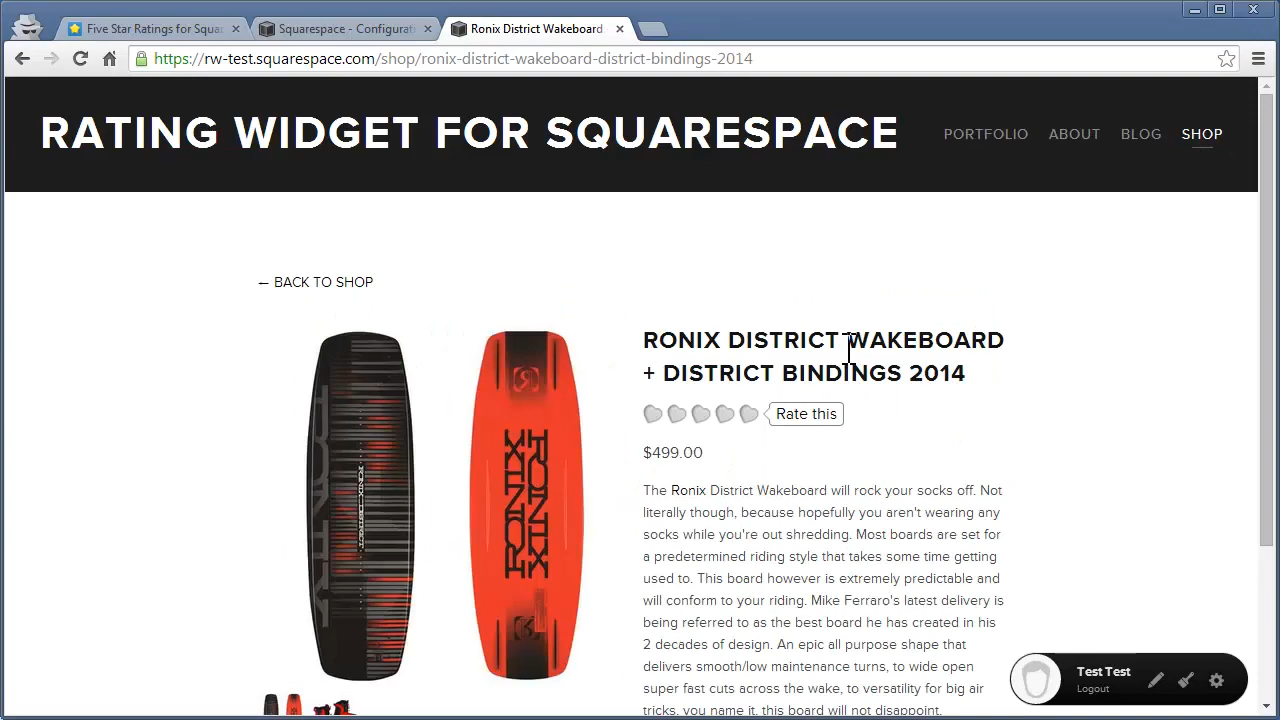 Five Star Ratings for Squar
Squarespace - Configurati
Ronix District Wakeboard
https://rw-test.squarespace.com/shop/ronix-district-wakeboard-district-bindings-2014
RATING WIDGET FOR SQUARESPACE
PORTFOLIO ABOUT BLOG SHOP
← BACK TO SHOP
RONIX DISTRICT WAKEBOARD
+ DISTRICT BINDINGS 2014
Rate this
$499.00
The Ronix District Wakeboard will rock your socks off. Not
literally though, because hopefully you aren't wearing any
socks while you're out shedding. Most boards are set for
a predetermined riding style that takes some time getting
used to. This board however is extremely predictable and
will conform to your riding. Mike Ferraro's latest delivery is
being referred to as the best board he has created in his
decades of design. An all purpose shape that
delivers smooth/low maintenance turns, to wide open
super fast cuts across the wake, to versatility for big air
tricks, you name it, this board will not disappoint.
RONIX
RONIX
Test Test
Logout